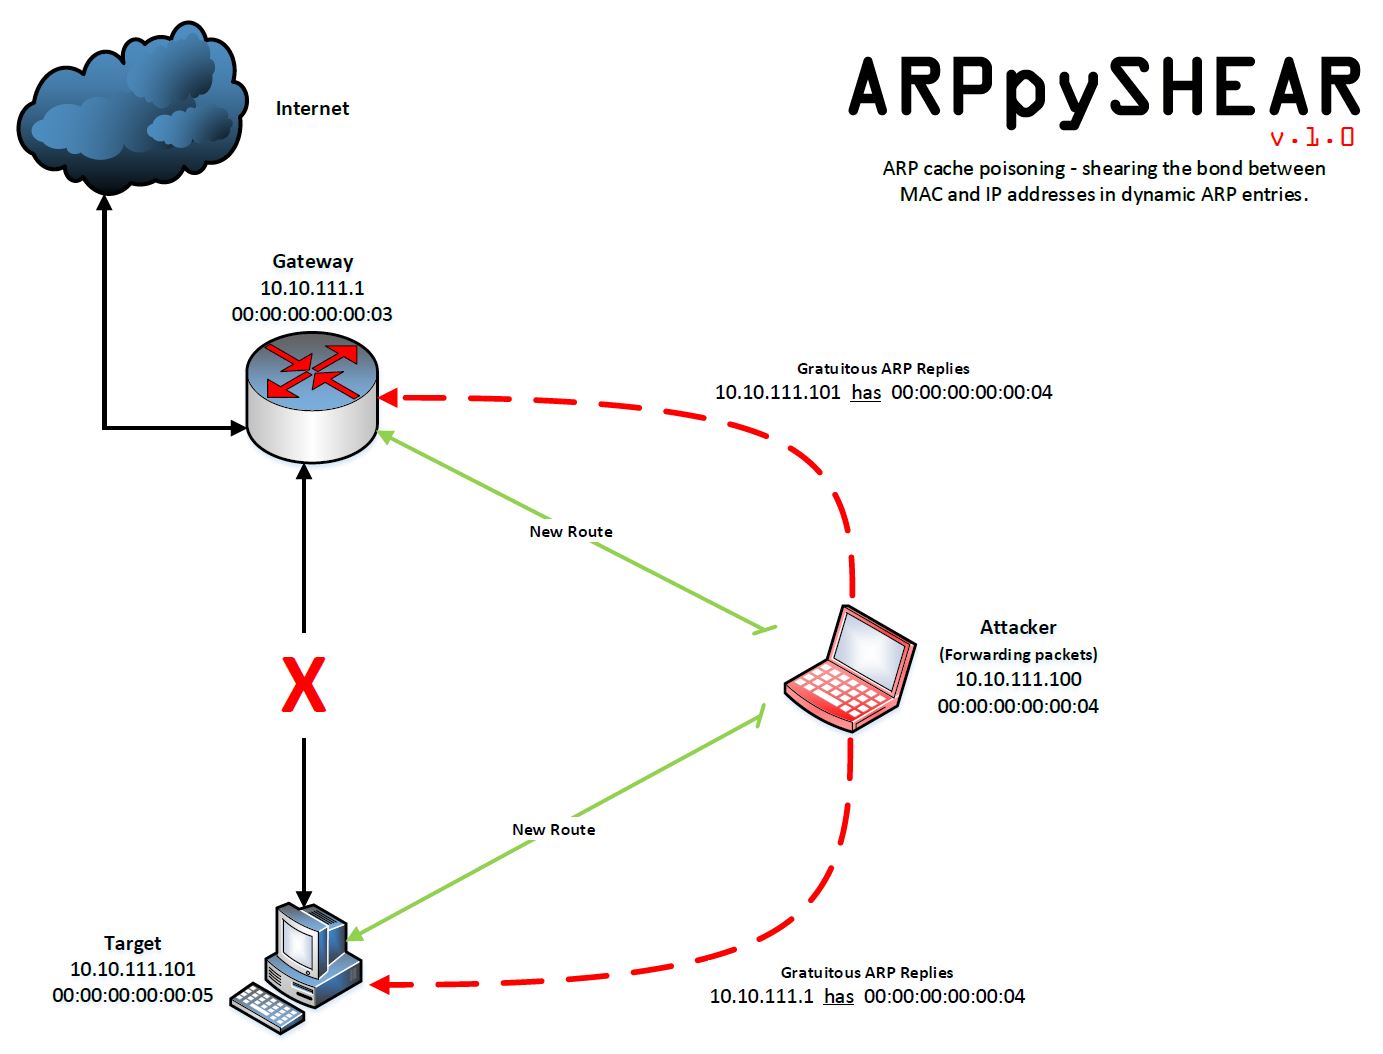 ARPpySHEAR
v.1.0
ARP cache poisoning - shearing the bond between
MAC and IP addresses in dynamic ARP entries.
Internet
Gateway
10.10.111.1
00:00:00:00:00:03
Gratuitous ARP Replies
10.10.111.101 has 00:00:00:00:00:04
New Route
Attacker
(Forwarding packets)
10.10.111.100
00:00:00:00:00:04
X
New Route
Target
10.10.111.101
00:00:00:00:00:05
Gratuitous ARP Replies
10.10.111.1 has 00:00:00:00:00:04